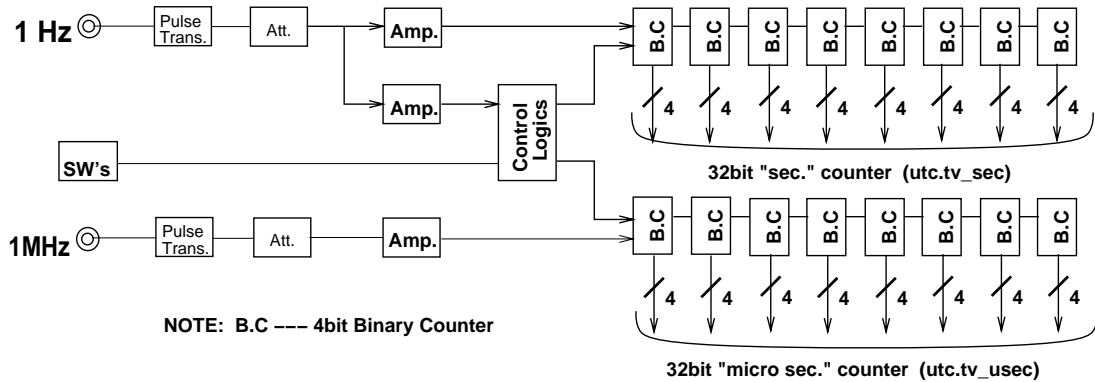 1 Hz
Pulse
Trans.
Att.
Amp.
B.C
B.C
B.C
B.C
B.C
B.C
B.C
B.C
4
4
4
4
4
4
4
4
Amp.
Control
Logics
SW's
32bit "sec." counter (utc.tv_sec)
1MHz
Pulse
Trans.
Att.
Amp.
B.C
B.C
B.C
B.C
B.C
B.C
B.C
B.C
4
4
4
4
4
4
4
4
NOTE: B.C --- 4bit Binary Counter
32bit "micro sec." counter (utc.tv_usec)